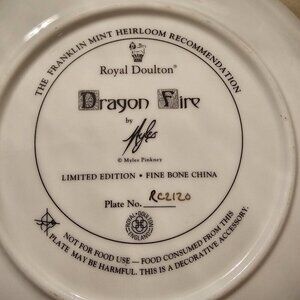 THE FRANKLIN MINT HEIRLOOM RECOMMENDATION
Royal Doulton®
Dragon Fire
by
Myles
© Myles Pinkney
LIMITED EDITION • FINE BONE CHINA
Plate No. RC2120
NOT FOR FOOD USE — FOOD CONSUMED FROM THIS
PLATE MAY BE HARMFUL. THIS IS A DECORATIVE ACCESSORY.